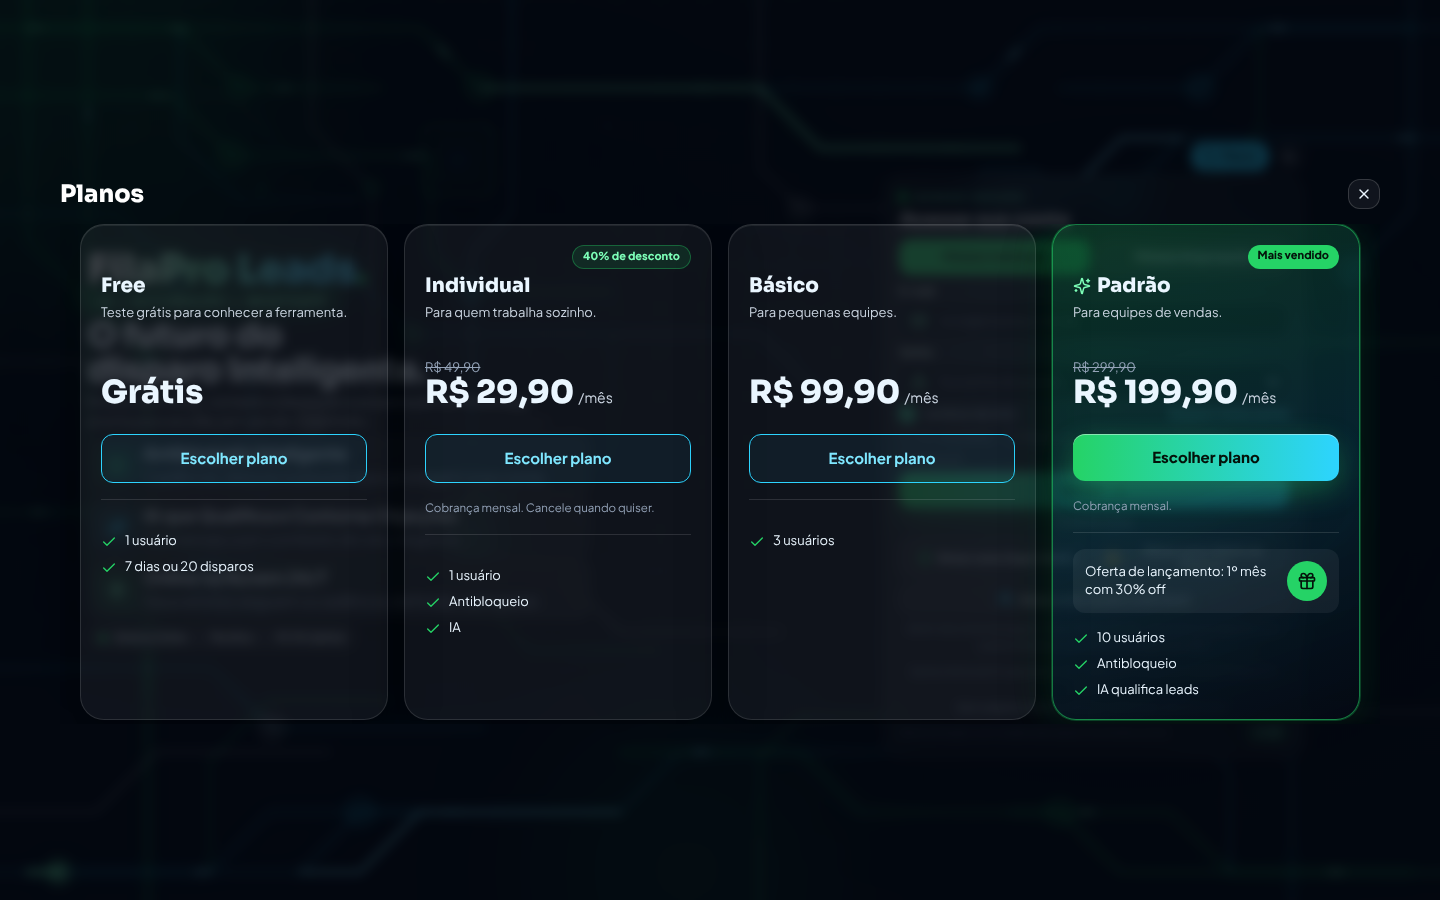 Planos
Free
Teste grátis para conhecer a ferramenta.
Grátis
Escolher plano
1 usuário
7 dias ou 20 disparos
40% de desconto
Individual
Para quem trabalha sozinho.
R$ 49,90
R$ 29,90 /mês
Escolher plano
Cobrança mensal. Cancele quando quiser.
1 usuário
Antibloqueio
IA
Básico
Para pequenas equipes.
R$ 99,90 /mês
Escolher plano
3 usuários
Mais vendido
Padrão
Para equipes de vendas.
R$ 299,90
R$ 199,90 /mês
Escolher plano
Cobrança mensal.
Oferta de lançamento: 1º mês
com 30% off
10 usuários
Antibloqueio
IA qualifica leads
O futuro do
disparo inteligente.